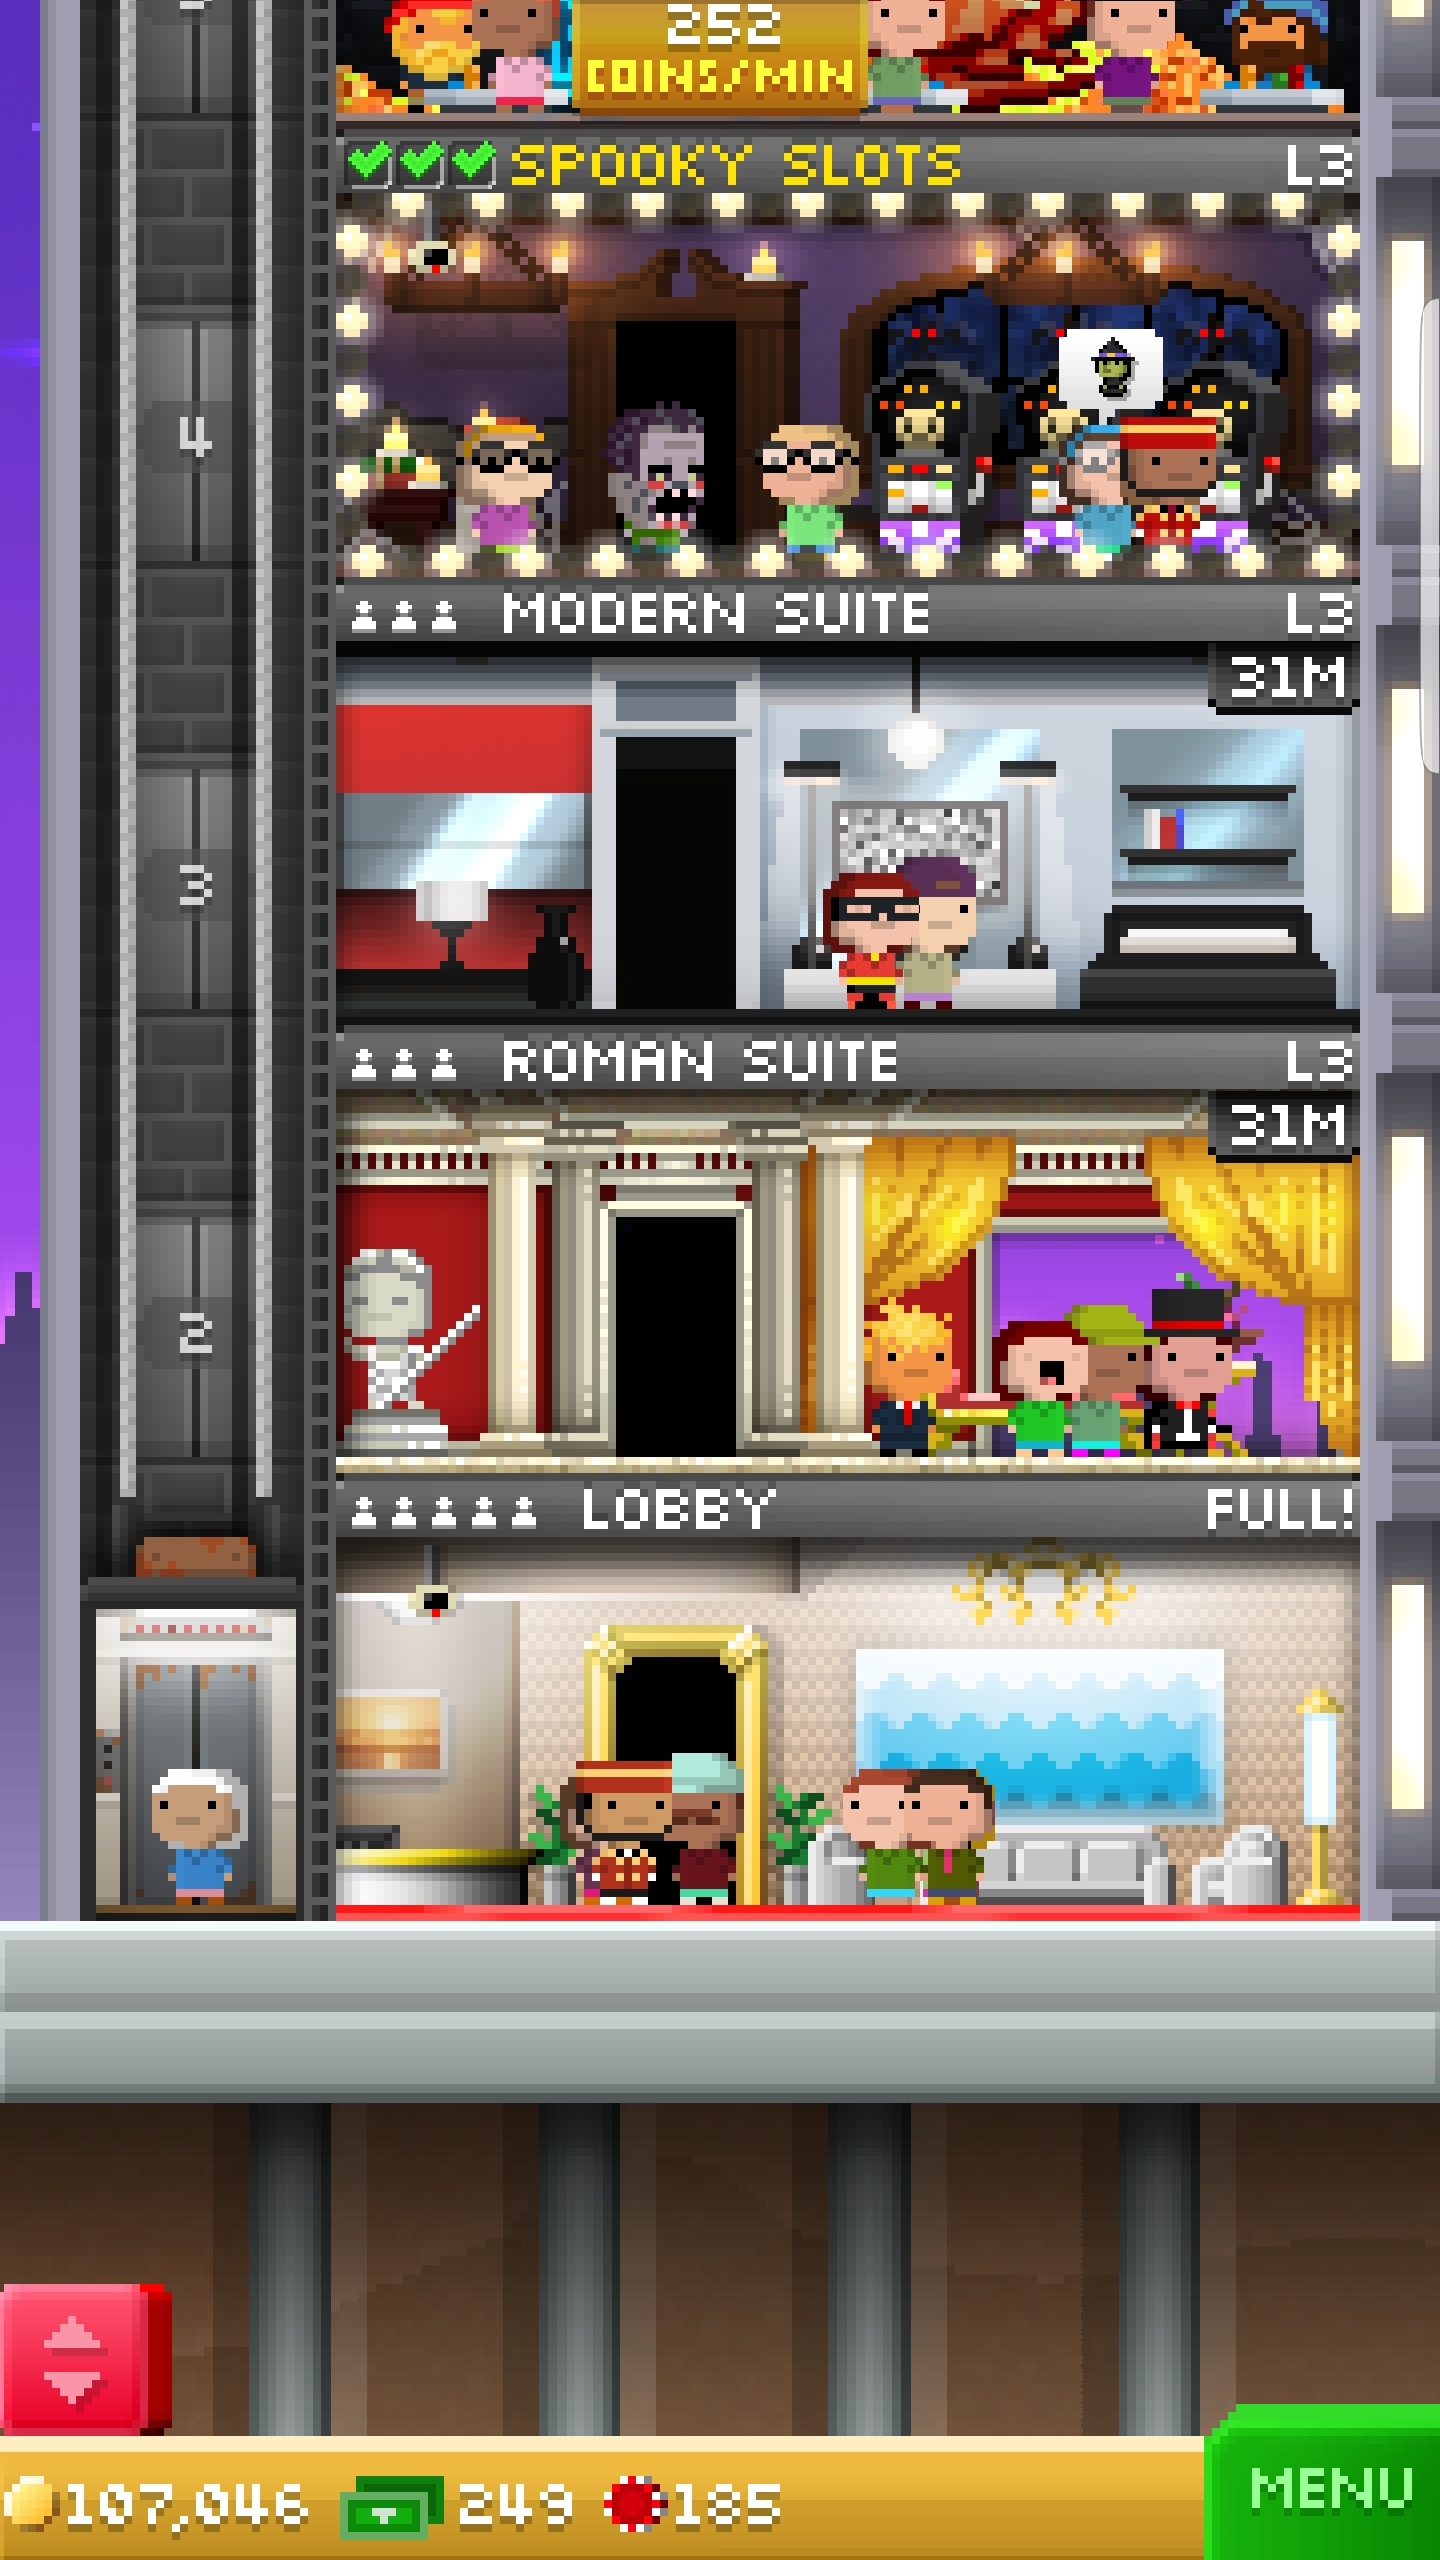 252
COINS/MIN
SPOOKY SLOTS L3
4
MODERN SUITE L3
31M
3
ROMAN SUITE L3
31M
2
LOBBY FULL!
107,046 249 185
MENU